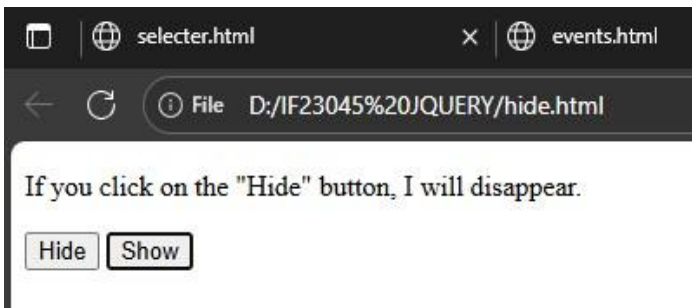 selecter.html
events.html
File D:/IF23045%20JQUERY/hide.html
If you click on the "Hide" button, I will disappear.
Hide Show